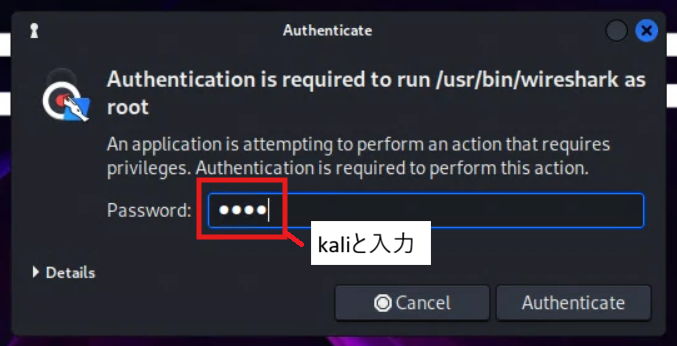 Authenticate
Authentication is required to run /usr/bin/wireshark as
root
An application is attempting to perform an action that requires
privileges. Authentication is required to perform this action.
Password: ●●●●
kaliと入力
Details
Cancel
Authenticate